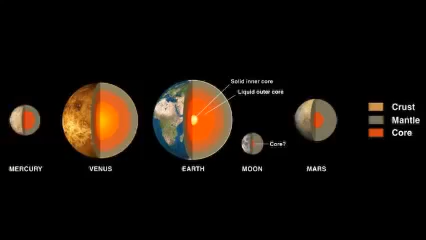 Solid inner core
Liquid outer core
Core?
MERCURY
VENUS
EARTH
MOON
MARS
Crust
Mantle
Core